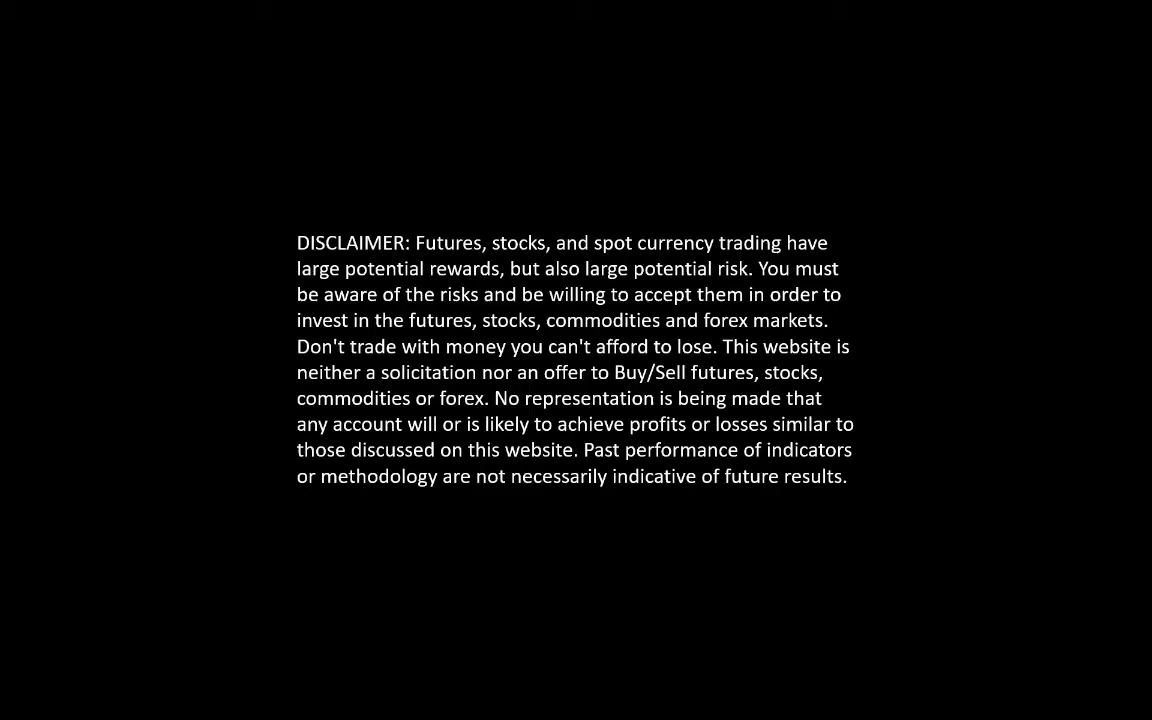 DISCLAIMER: Futures, stocks, and spot currency trading have
large potential rewards, but also large potential risk. You must
be aware of the risks and be willing to accept them in order to
invest in the futures, stocks, commodities and forex markets.
Don't trade with money you can't afford to lose. This website is
neither a solicitation nor an offer to Buy/Sell futures, stocks,
commodities or forex. No representation is being made that
any account will or is likely to achieve profits or losses similar to
those discussed on this website. Past performance of indicators
or methodology are not necessarily indicative of future results.